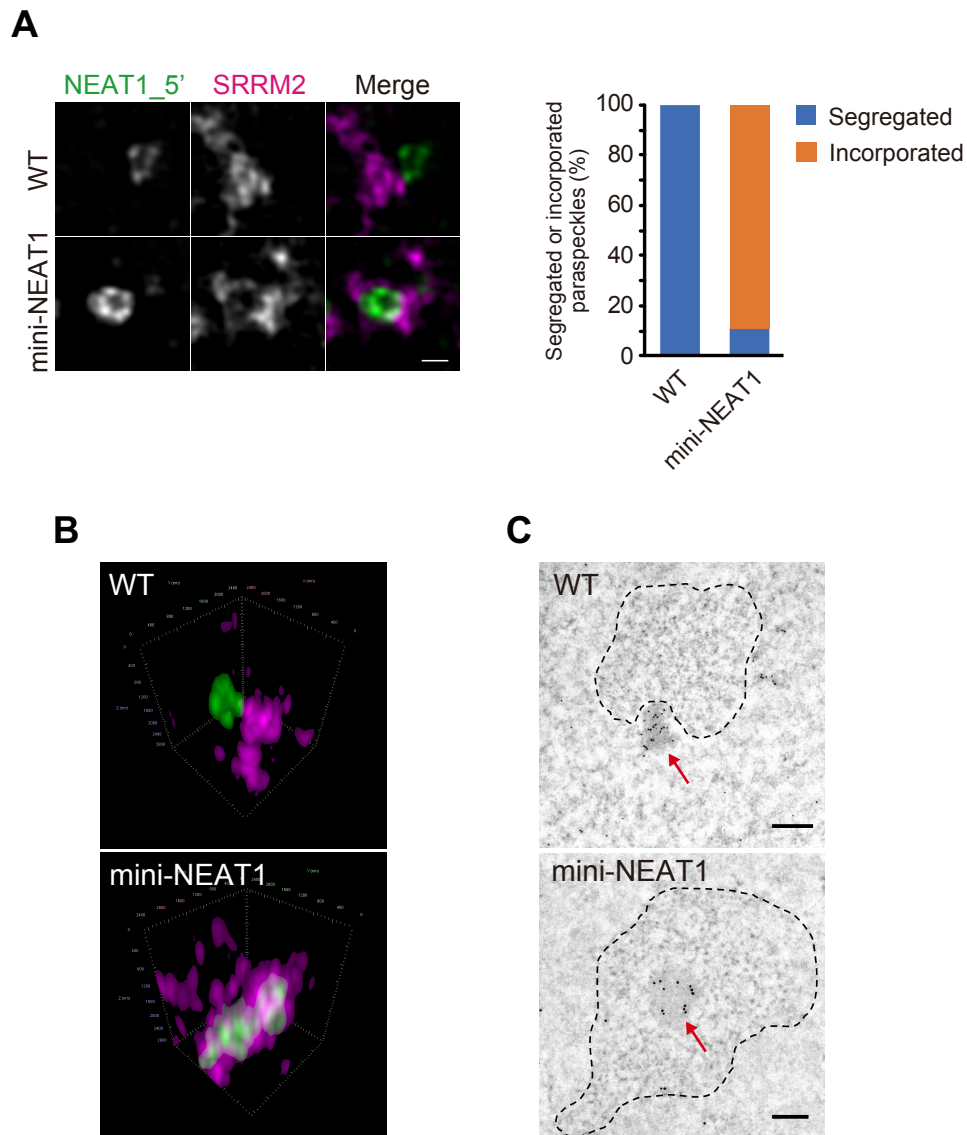 A
NEAT1_5’ SRRM2 Merge
WT
mini-NEAT1
Segregated or incorporated
paraspeckles (%)
100
80
60
40
20
0
WT
mini-NEAT1
Segregated
Incorporated
B
WT
mini-NEAT1
C
WT
mini-NEAT1